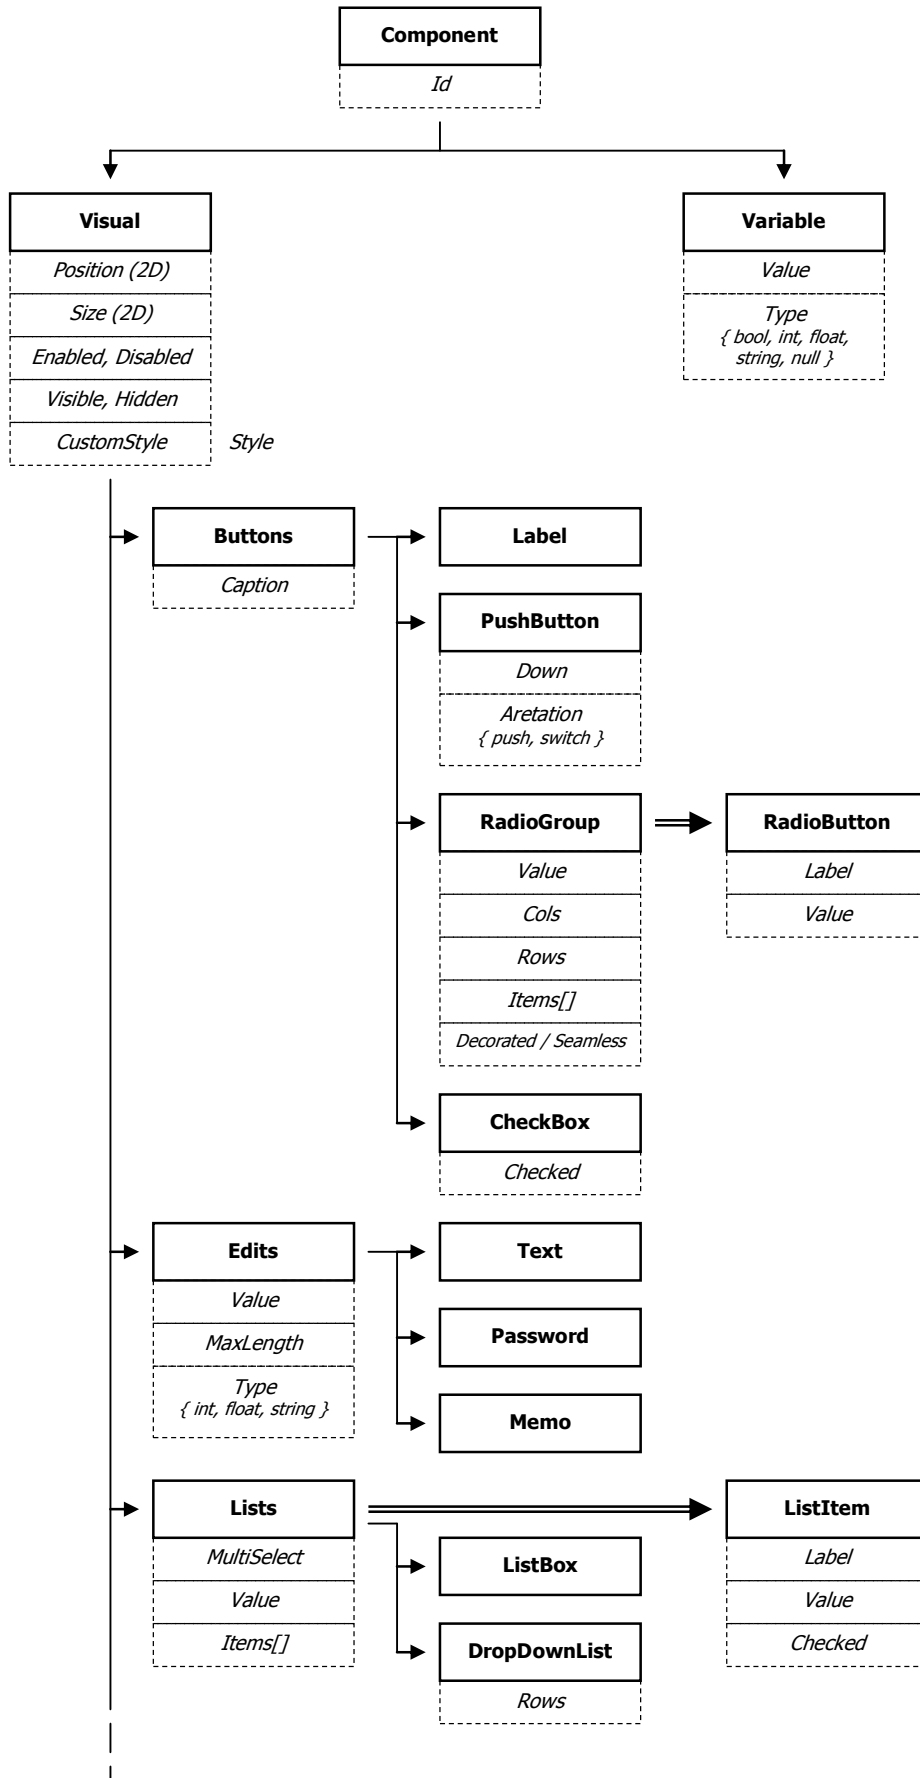 Component
Id
Visual
Position (2D)
Size (2D)
Enabled, Disabled
Visible, Hidden
CustomStyle
Style
Variable
Value
Type
{ bool, int, float,
string, null }
Buttons
Caption
Label
PushButton
Down
Aretation
{ push, switch }
RadioGroup
Value
Cols
Rows
Items[]
Decorated / Seamless
RadioButton
Label
Value
CheckBox
Checked
Edits
Value
MaxLength
Type
{ int, float, string }
Text
Password
Memo
Lists
MultiSelect
Value
Items[]
ListBox
DropDownList
Rows
ListItem
Label
Value
Checked